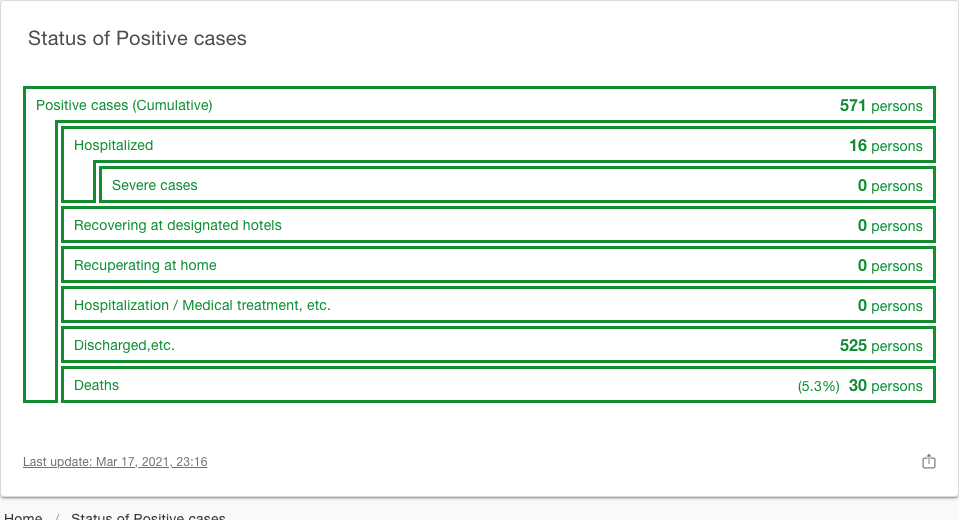 Status of Positive cases
Positive cases (Cumulative) 571 persons
Hospitalized 16 persons
Severe cases 0 persons
Recovering at designated hotels 0 persons
Recuperating at home 0 persons
Hospitalization / Medical treatment, etc. 0 persons
Discharged,etc. 525 persons
Deaths (5.3%) 30 persons
Last update: Mar 17, 2021, 23:16
Home / Status of Positive cases